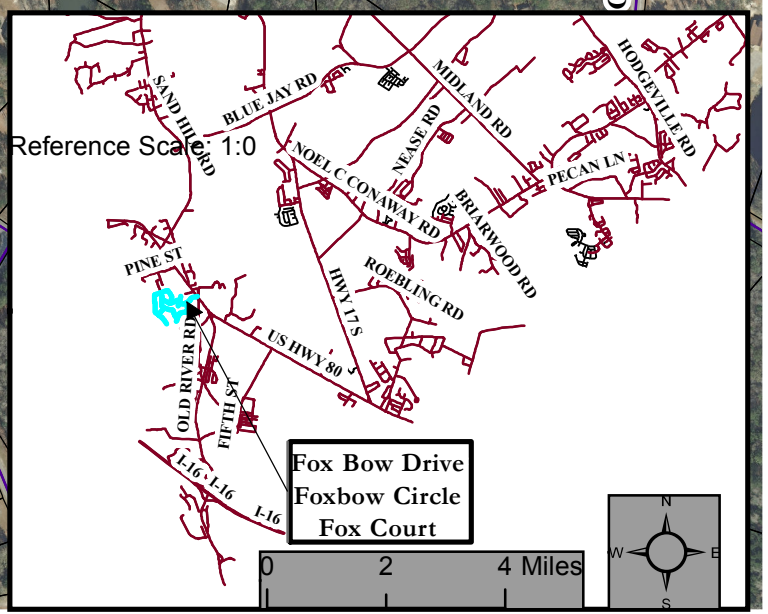 HODGEVILLE RD
MIDLAND RD
SAND HILL RD
BLUE JAY RD
NEASE RD
Reference Scale: 1:0
NOEL C CONAWAY RD
PECAN LN
BRIARWOOD RD
PINE ST
ROEBLING RD
HWY 17 S
US HWY 80
OLD RIVER RD
FIFTH ST
I-16
I-16
I-16
Fox Bow Drive
Foxbow Circle
Fox Court
N
W
E
S
0 2 4 Miles